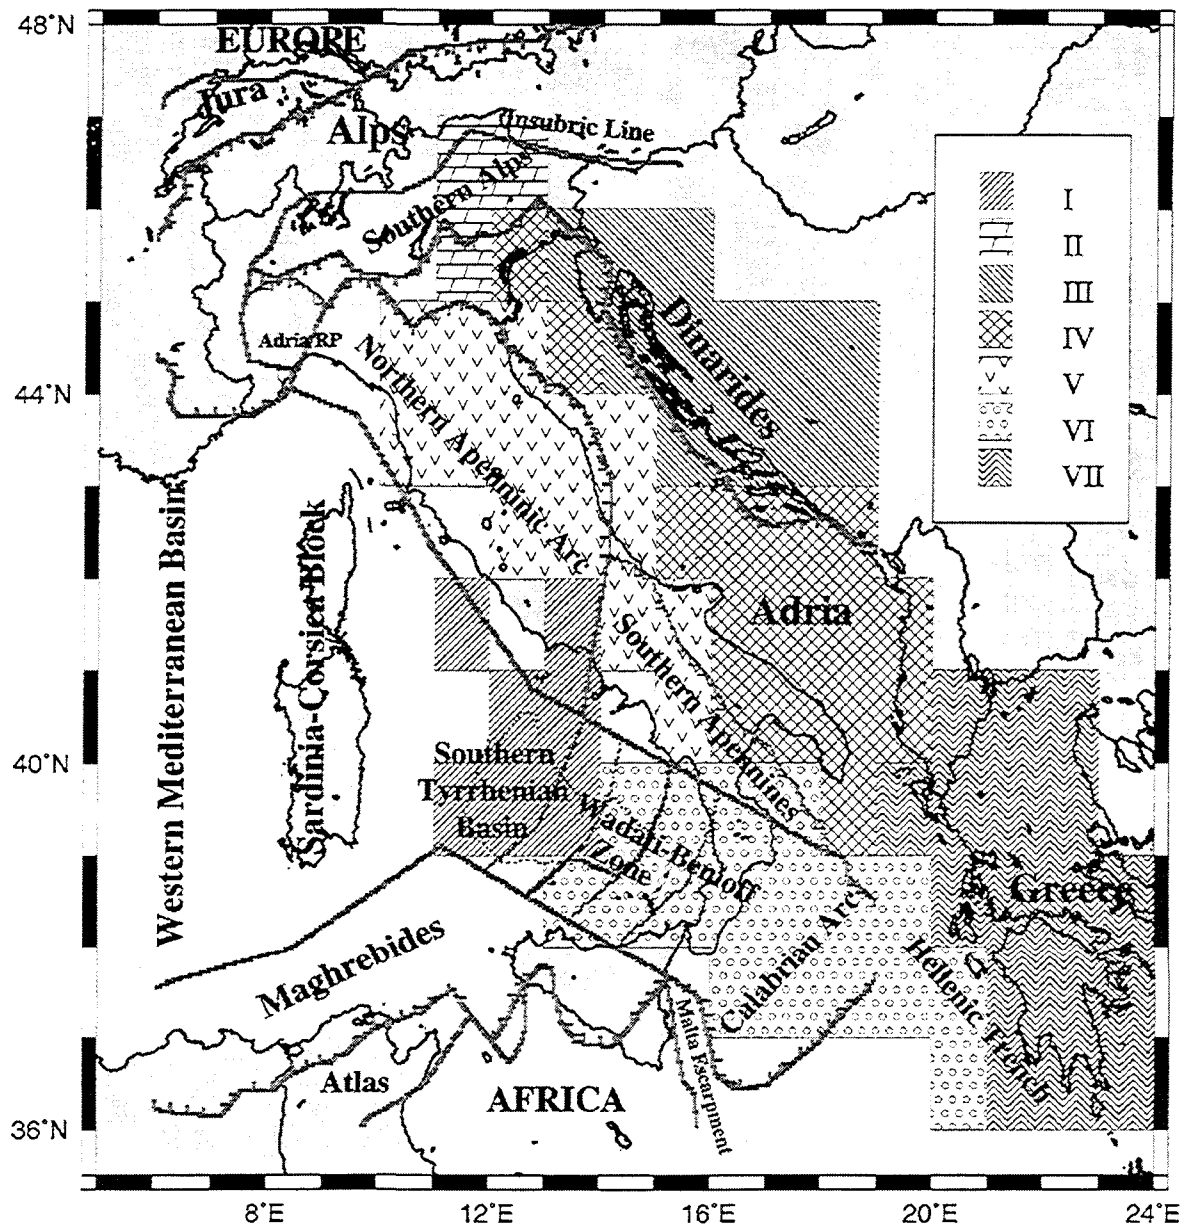 48°N
EUROPE
Jura
Alps
Insubric Line
Southern Alps
I
II
III
IV
V
VI
VII
Adria RP
Dinarides
44°N
Northern Apenninic Arc
Western Mediterranean Basin
Sardinia-Corsica Block
Adria
Southern Apennines
40°N
Southern
Tyrrhenian
Basin
Wadati-Benioff
Zone
Greece
Calabrian Arc
Hellenic Trench
Maghrebides
Malta Escarpment
Atlas
AFRICA
36°N
8°E
12°E
16°E
20°E
24°E